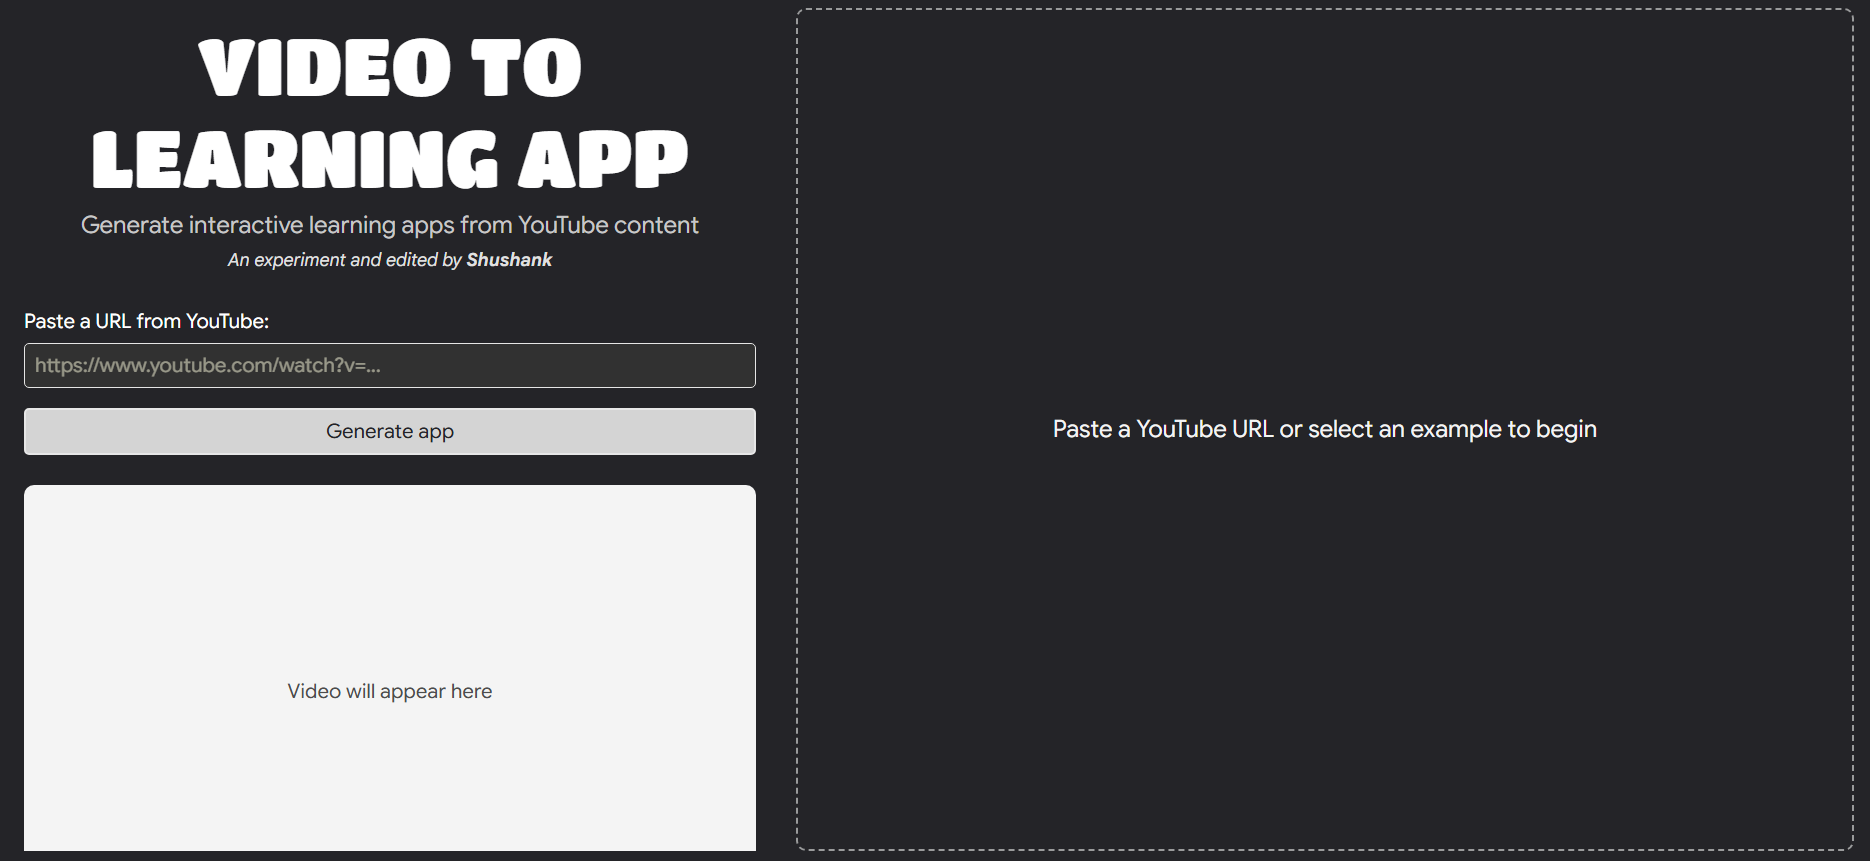 VIDEO TO
LEARNING APP
Generate interactive learning apps from YouTube content
An experiment and edited by Shushank
Paste a URL from YouTube:
https://www.youtube.com/watch?v=...
Generate app
Video will appear here
Paste a YouTube URL or select an example to begin